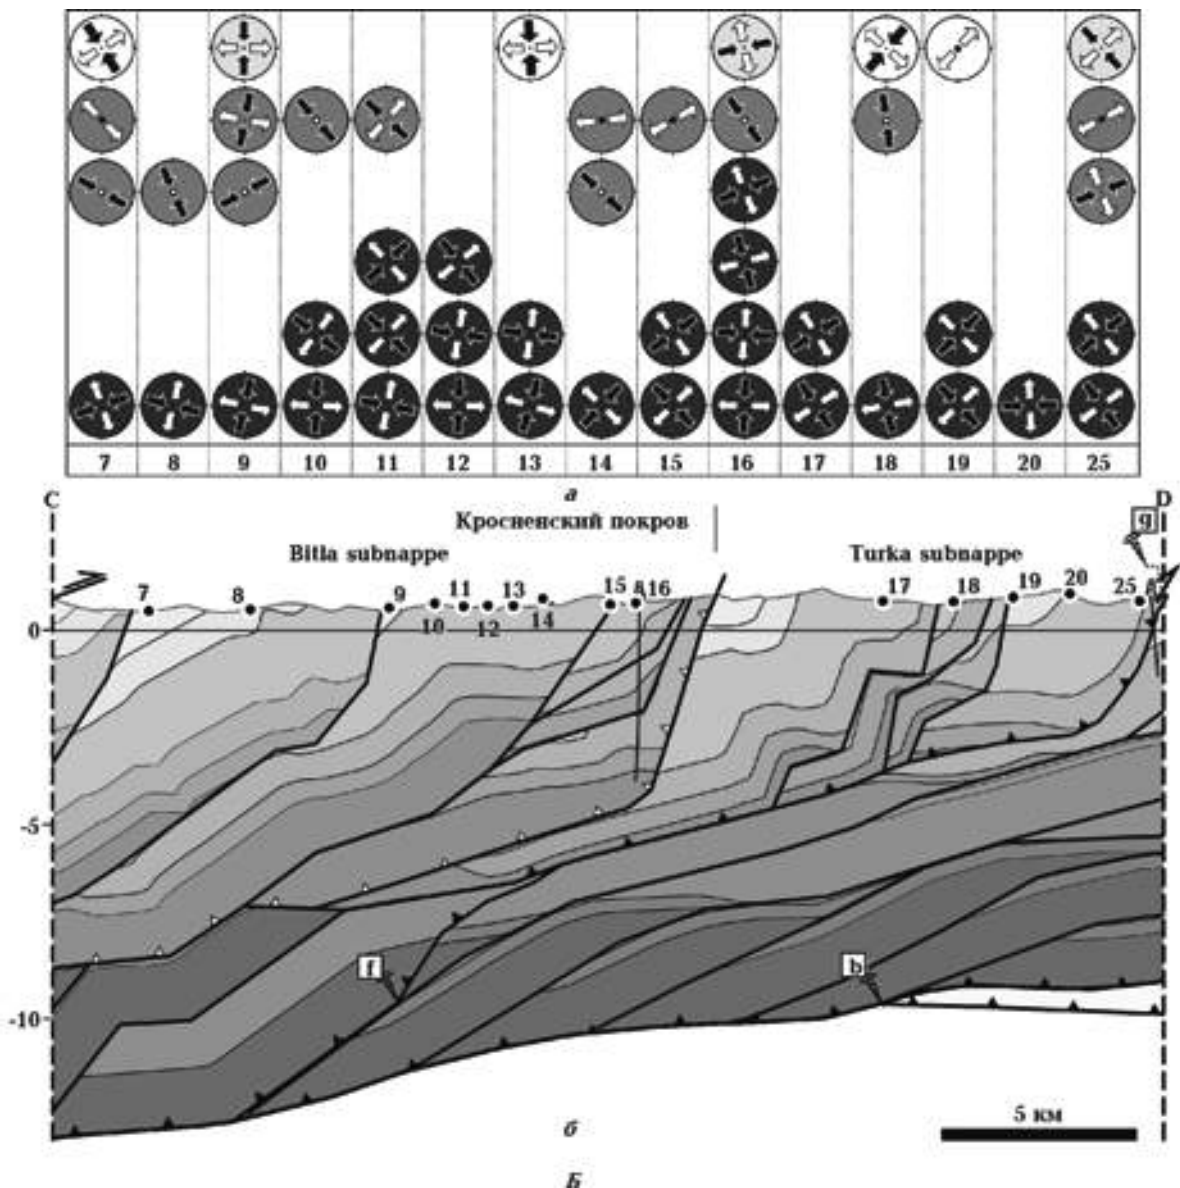 7 8 9 10 11 12 13 14 15 16 17 18 19 20 25
а
C D
Кросненский покров
g
Bitla subnappe Turka subnappe
7 8 9 10 11 12 13 14 15 8 16 17 18 19 20 25 8
0
-5
f b
-10
5 км
б
Б